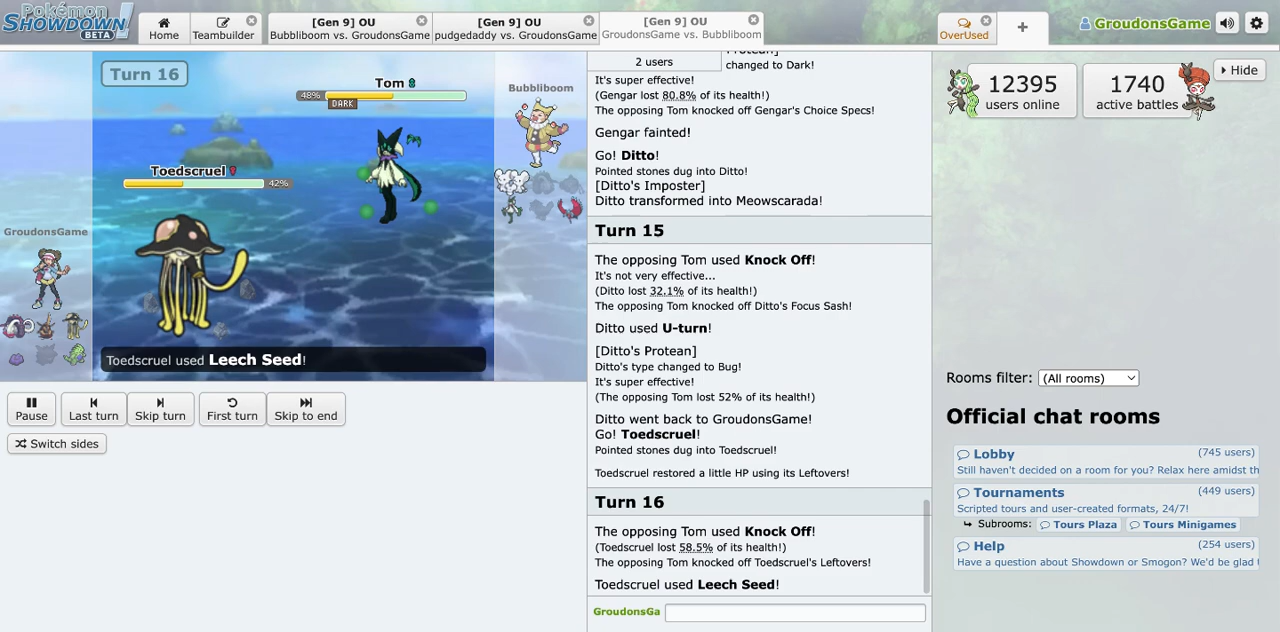 Pokémon
SHOWDOWN!
BETA
Home
Teambuilder
[Gen 9] OU
Bubbliboom vs. GroudonsGame
[Gen 9] OU
pudgedaddy vs. GroudonsGame
[Gen 9] OU
GroudonsGame vs. Bubbliboom
OverUsed
+
GroudonsGame
Turn 16
Tom
48%
DARK
Toedscruel
42%
Toedscruel used Leech Seed!
Bubbliboom
GroudonsGame
Pause
Last turn
Skip turn
First turn
Skip to end
Switch sides
2 users
changed to Dark!
It's super effective!
(Gengar lost 80.8% of its health!)
The opposing Tom knocked off Gengar's Choice Specs!
Gengar fainted!
Go! Ditto!
Pointed stones dug into Ditto!
[Ditto's Imposter]
Ditto transformed into Meowscarada!
Turn 15
The opposing Tom used Knock Off!
It's not very effective...
(Ditto lost 32.1% of its health!)
The opposing Tom knocked off Ditto's Focus Sash!
Ditto used U-turn!
[Ditto's Protean]
Ditto's type changed to Bug!
It's super effective!
(The opposing Tom lost 52% of its health!)
Ditto went back to GroudonsGame!
Go! Toedscruel!
Pointed stones dug into Toedscruel!
Toedscruel restored a little HP using its Leftovers!
Turn 16
The opposing Tom used Knock Off!
(Toedscruel lost 58.5% of its health!)
The opposing Tom knocked off Toedscruel's Leftovers!
Toedscruel used Leech Seed!
GroudonsGa
12395
users online
1740
active battles
Hide
Rooms filter: (All rooms)
Official chat rooms
Lobby (745 users)
Still haven't decided on a room for you? Relax here amidst th
Tournaments (449 users)
Scripted tours and user-created formats, 24/7!
Subrooms: Tours Plaza Tours Minigames
Help (254 users)
Have a question about Showdown or Smogon? We'd be glad